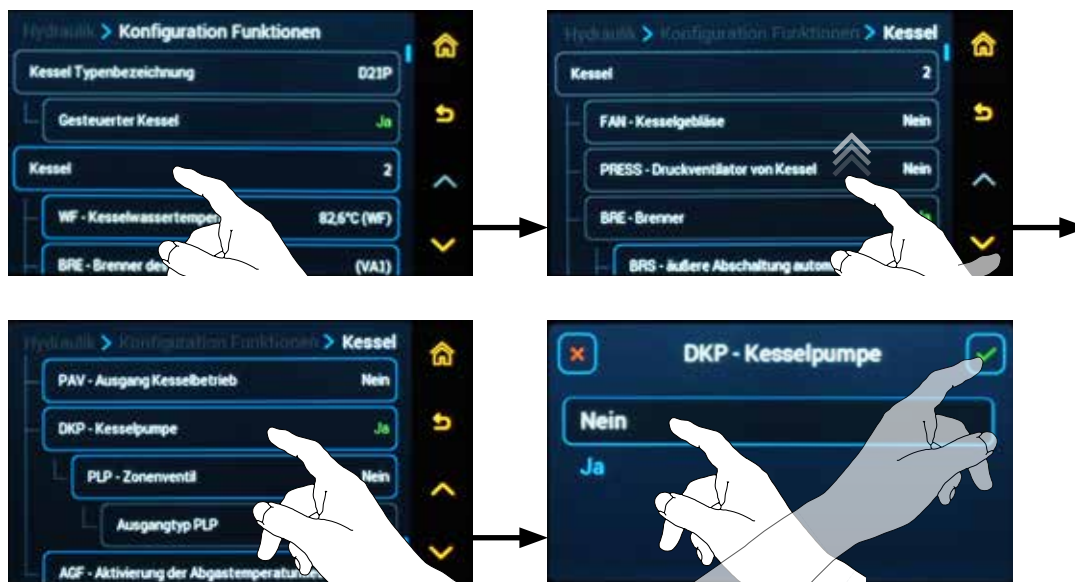 Hydraulik > Konfiguration Funktionen
Kessel Typenbezeichnung D21P
Gesteuerter Kessel Ja
Kessel 2
WF - Kesselwassertemper 82,6°C (WF)
BRE - Brenner des (VA1)
Hydraulik > Konfiguration Funktionen > Kessel
Kessel 2
FAN - Kesselgebläse Nein
PRESS - Druckventilator von Kessel Nein
BRE - Brenner Ja
BRS - äußere Abschaltung autom
Hydraulik > Konfiguration Funktionen > Kessel
PAV - Ausgang Kesselbetrieb Nein
DKP - Kesselpumpe Ja
PLP - Zonenventil Nein
Ausgangtyp PLP
AGF - Aktivierung der Abgastemperatur
DKP - Kesselpumpe
Nein
Ja